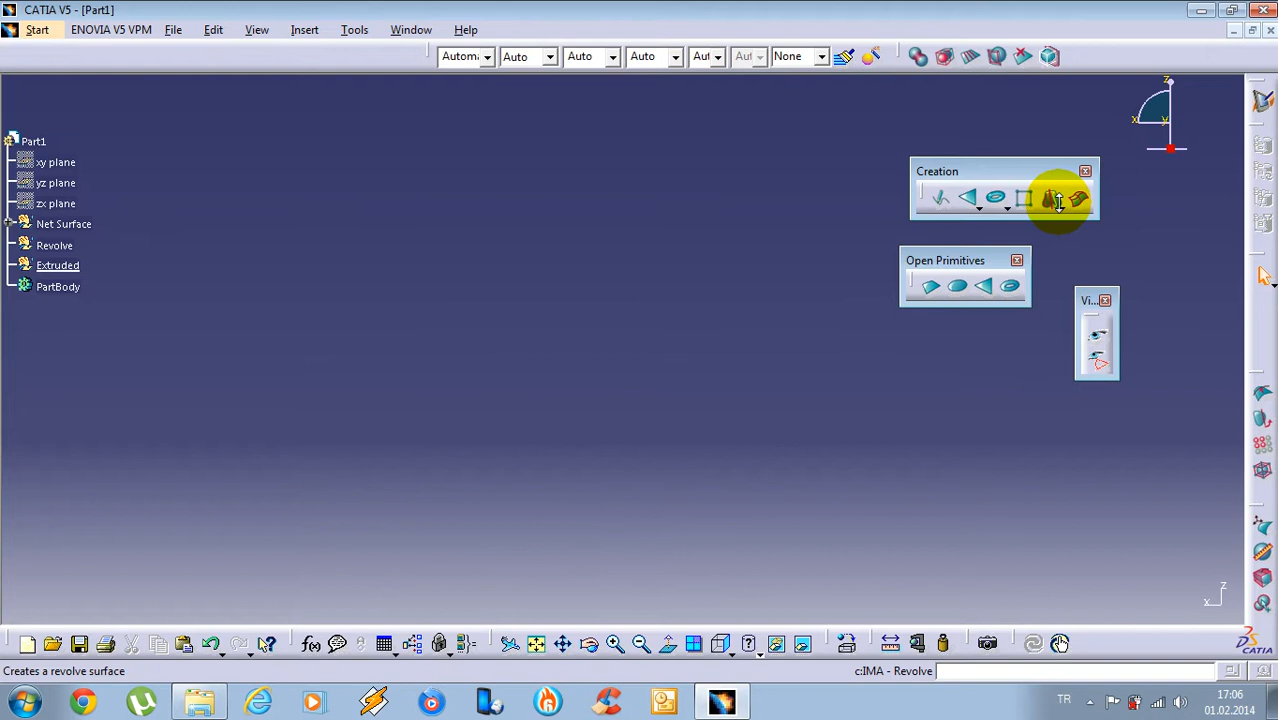 CATIA V5 - [Part1]
Start ENOVIA V5 VPM File Edit View Insert Tools Window Help
Automa Auto Auto Auto Aut Aut None
z
x y
Part1
xy plane
yz plane
zx plane
Net Surface
Revolve
Extruded
PartBody
Creation
Open Primitives
Vi...
z
x
f(x)
CATIA
Creates a revolve surface c:IMA - Revolve
TR 17:06
01.02.2014